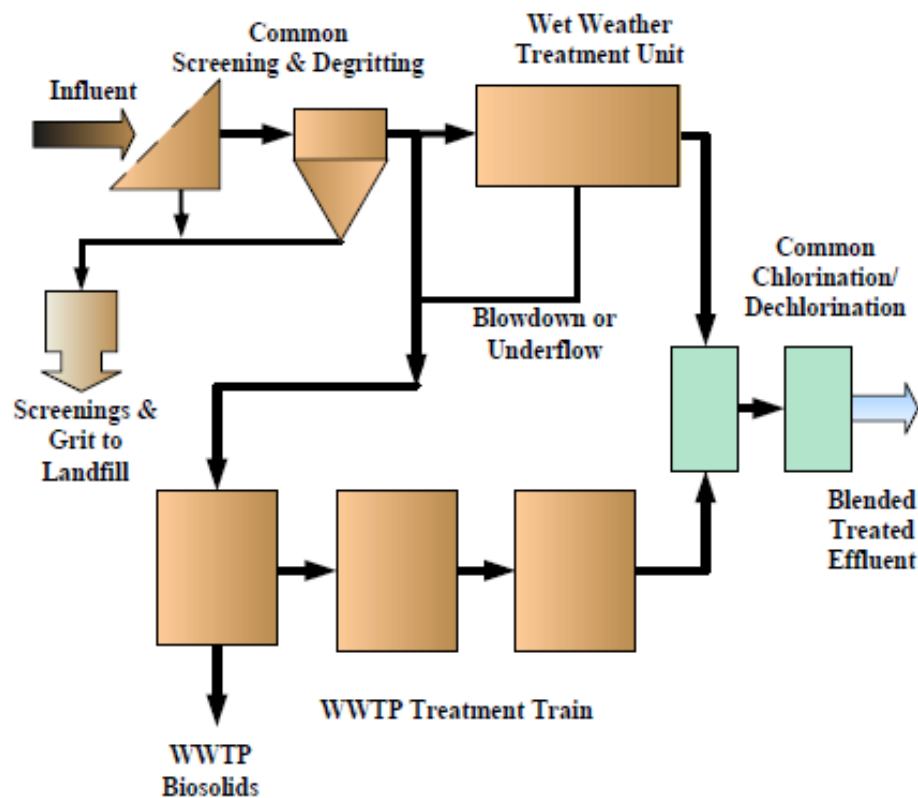 Common
Screening & Degritting
Wet Weather
Treatment Unit
Influent
Common
Chlorination/
Dechlorination
Blowdown or
Underflow
Screenings &
Grit to
Landfill
Blended
Treated
Effluent
WWTP Treatment Train
WWTP
Biosolids